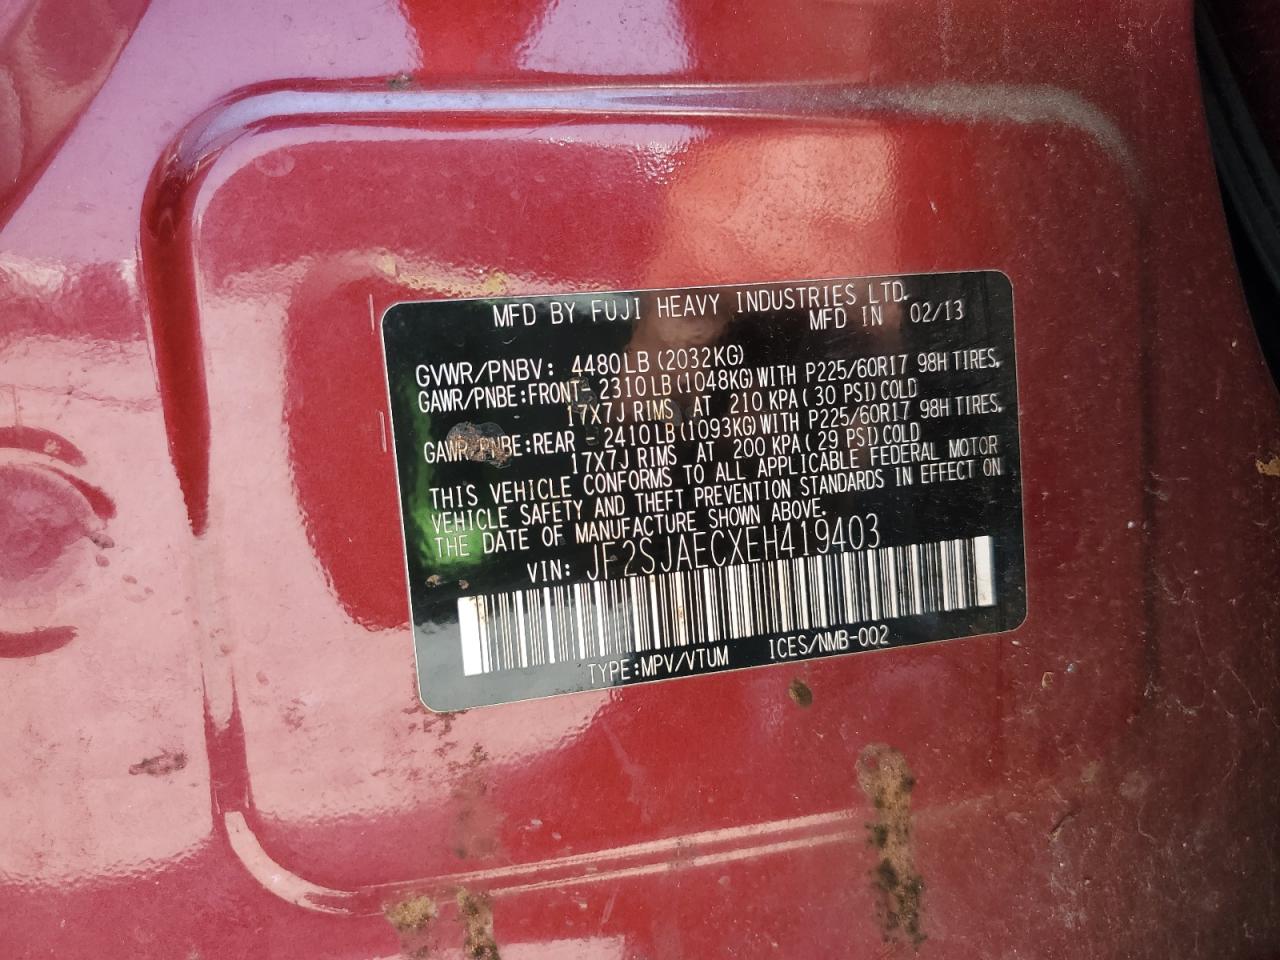 MFD BY FUJI HEAVY INDUSTRIES LTD.
MFD IN 02/13
GVWR/PNBV: 4480LB(2032KG)
GAWR/PNBE:FRONT- 2310LB(1048KG)WITH P225/60R17 98H TIRES,
17X7J RIMS AT 210 KPA(30 PSI)COLD
GAWR/PNBE:REAR - 2410LB(1093KG)WITH P225/60R17 98H TIRES,
17X7J RIMS AT 200 KPA(29 PSI)COLD
THIS VEHICLE CONFORMS TO ALL APPLICABLE FEDERAL MOTOR
VEHICLE SAFETY AND THEFT PREVENTION STANDARDS IN EFFECT ON
THE DATE OF MANUFACTURE SHOWN ABOVE.
VIN: JF2SJAECXEH419403
TYPE:MPV/VTUM ICES/NMB-002